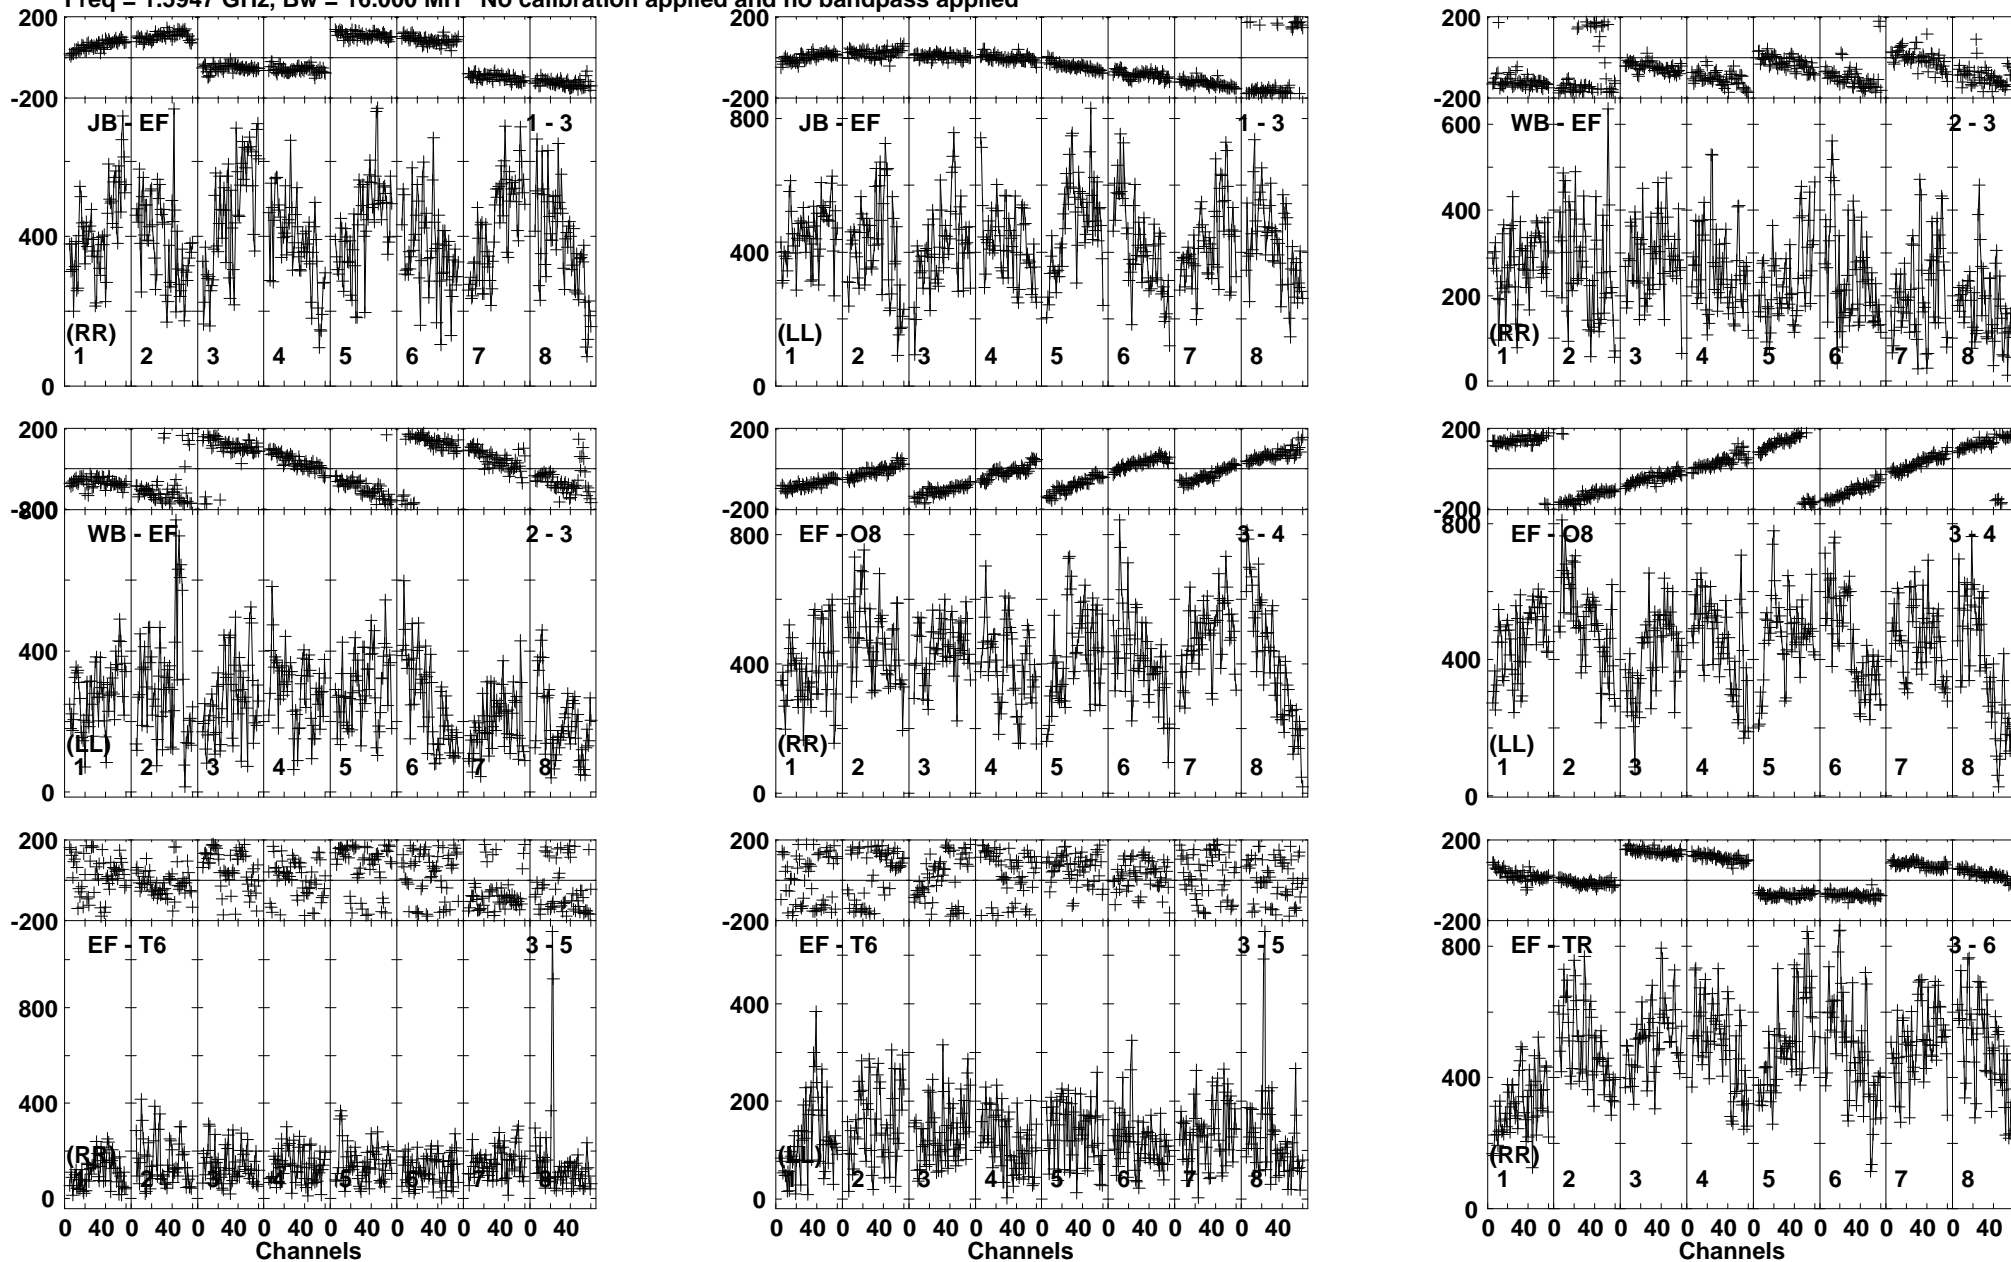 Freq = 1.5947 GHz, Bw = 16.000 MH No calibration applied and no bandpass applied
200 200 200
-200 -200 -200
JB - EF 1 - 3 JB - EF 1 - 3 WB - EF 2 - 3
800 600
400 400 400
200
(RR) (LL) (RR)
1 2 3 4 5 6 7 8 1 2 3 4 5 6 7 8 1 2 3 4 5 6 7 8
0 0 0
200 200 200
-200 -200 -200
800 800 800
WB - EF 2 - 3 EF - O8 3 - 4 EF - O8 3 - 4
400 400 400
(LL) (RR) (LL)
1 2 3 4 5 6 7 8 1 2 3 4 5 6 7 8 1 2 3 4 5 6 7 8
0 0 0
200 200 200
-200 -200 -200
EF - T6 3 - 5 EF - T6 3 - 5 EF - TR 3 - 6
800 400 800
400 200 400
(RR) (LL) (RR)
1 2 3 4 5 6 7 8 1 2 3 4 5 6 7 8 1 2 3 4 5 6 7 8
0 0 0
0 40 0 40 0 40 0 40 0 40 0 40 0 40 0 40 0 40 0 40 0 40 0 40 0 40 0 40 0 40 0 40 0 40 0 40 0 40 0 40 0 40 0 40 0 40 0 40
Channels Channels Channels